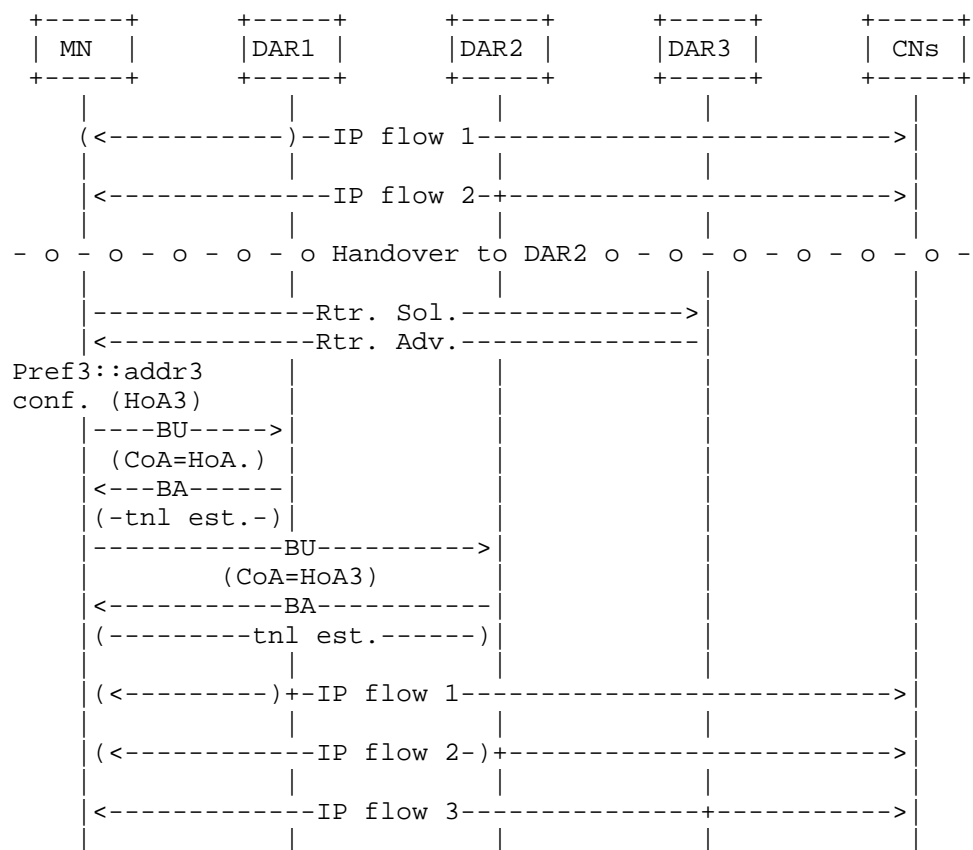 MN DAR1 DAR2 DAR3 CNs
IP flow 1
IP flow 2
Handover to DAR2
Rtr. Sol.
Rtr. Adv.
Pref3::addr3
conf. (HoA3)
BU
(CoA=HoA.)
BA
(-tnl est.-)
BU
(CoA=HoA3)
BA
tnl est.
IP flow 1
IP flow 2
IP flow 3